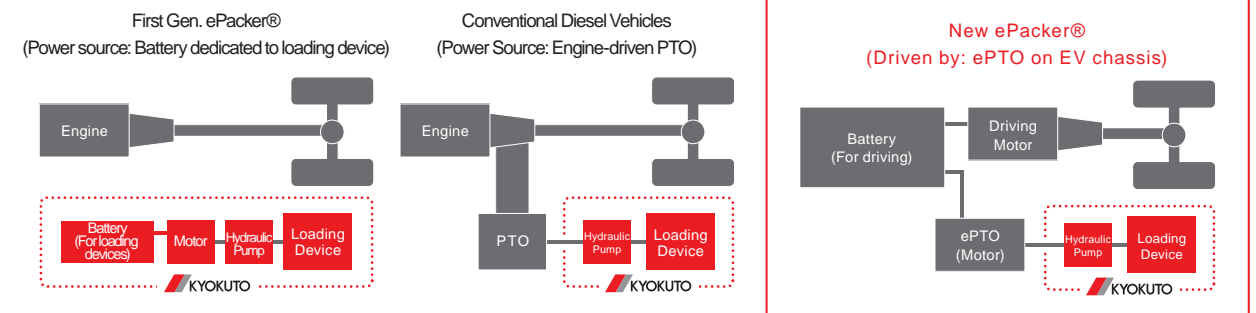 First Gen. ePacker®
(Power source: Battery dedicated to loading device)
Engine
Battery
(For loading
devices)
Motor
Hydraulic
Pump
Loading
Device
KYOKUTO
Conventional Diesel Vehicles
(Power Source: Engine-driven PTO)
Engine
PTO
Hydraulic
Pump
Loading
Device
KYOKUTO
New ePacker®
(Driven by: ePTO on EV chassis)
Battery
(For driving)
Driving
Motor
ePTO
(Motor)
Hydraulic
Pump
Loading
Device
KYOKUTO